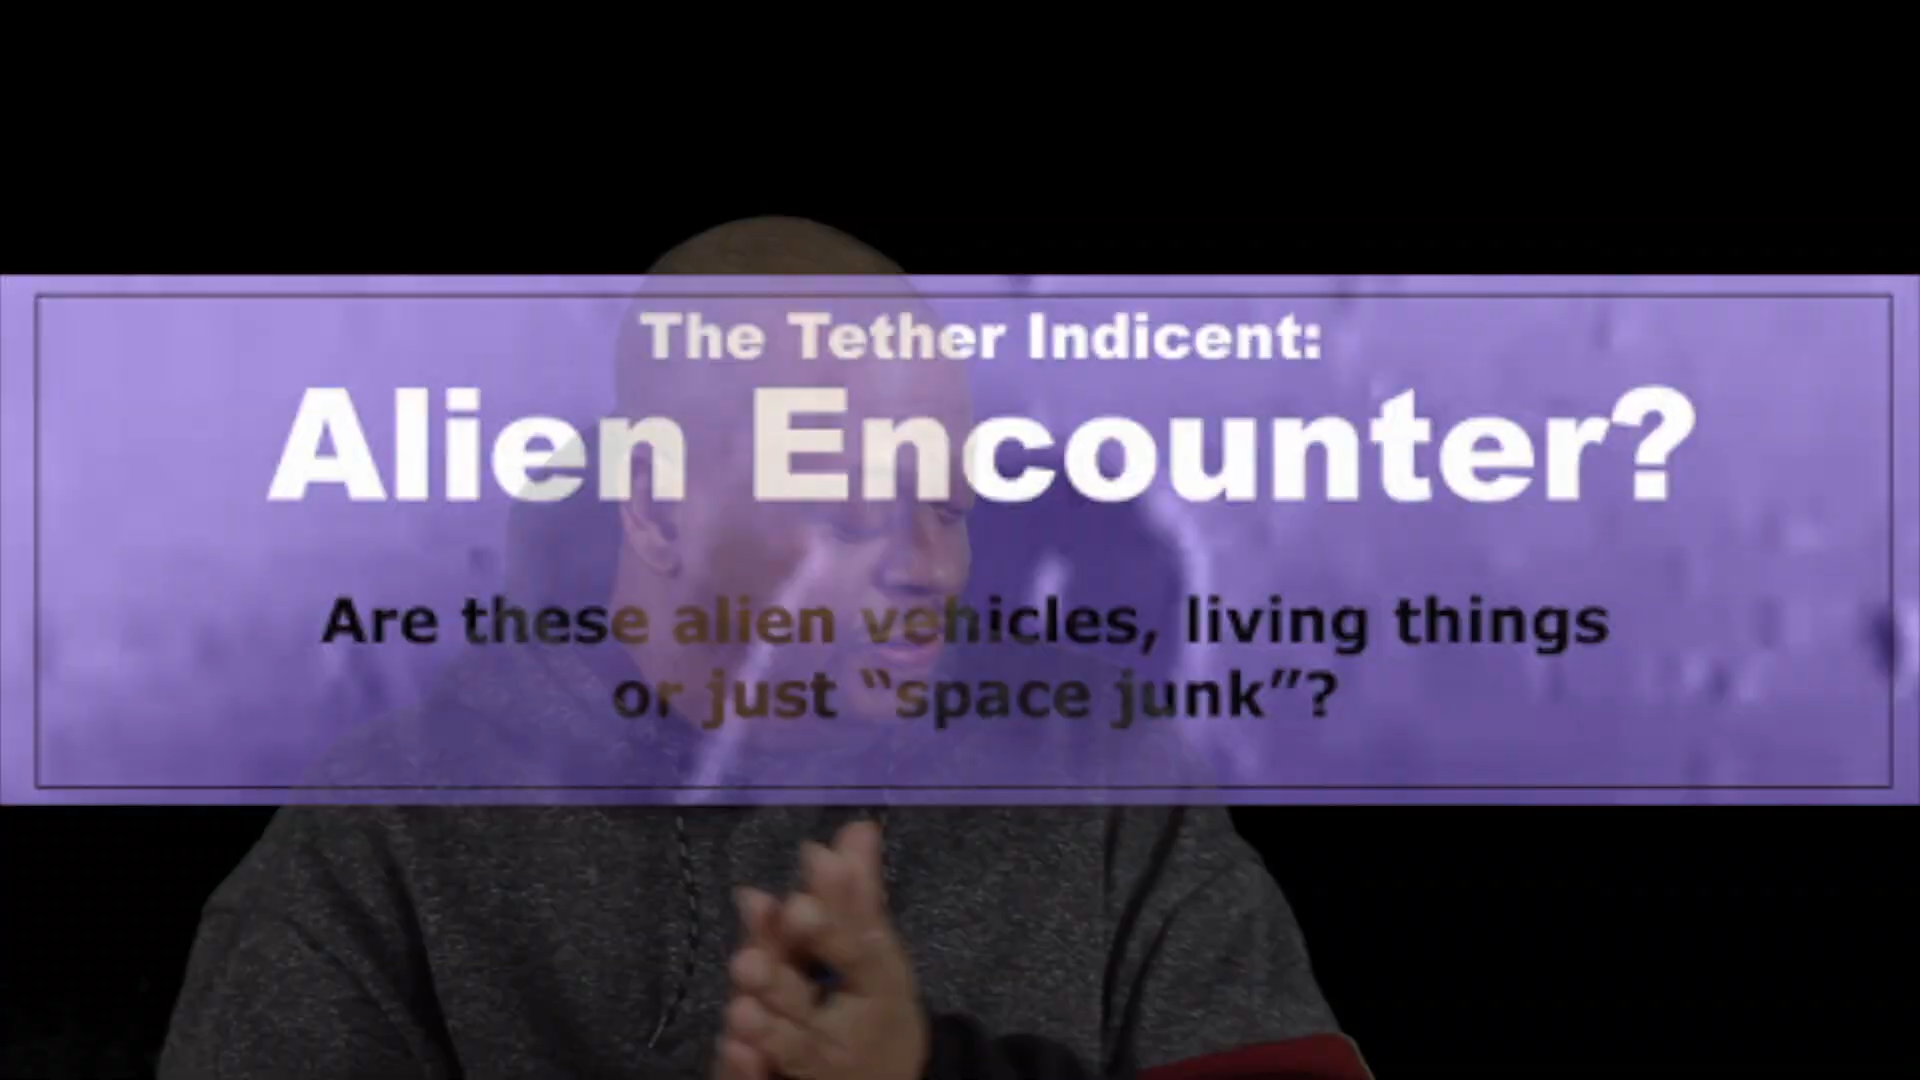 The Tether Indicent:
Alien Encounter?
Are these alien vehicles, living things
or just “space junk”?